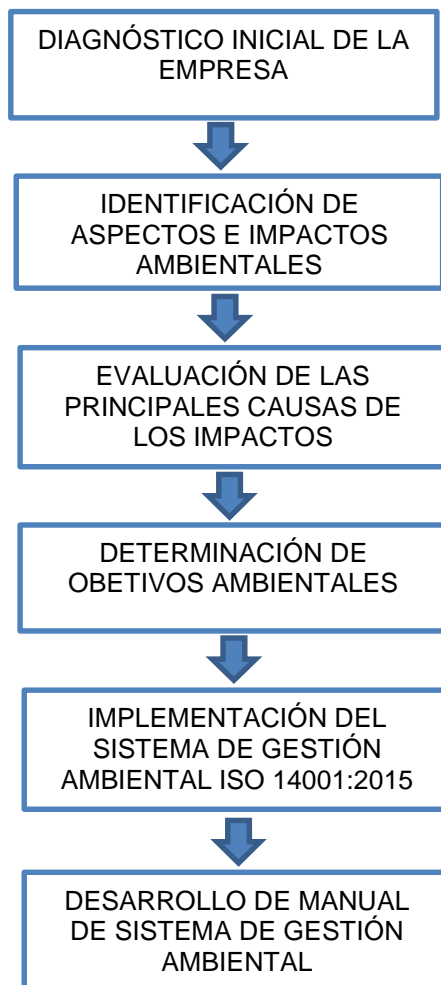 DIAGNÓSTICO INICIAL DE LA
EMPRESA
IDENTIFICACIÓN DE
ASPECTOS E IMPACTOS
AMBIENTALES
EVALUACIÓN DE LAS
PRINCIPALES CAUSAS DE
LOS IMPACTOS
DETERMINACIÓN DE
OBETIVOS AMBIENTALES
IMPLEMENTACIÓN DEL
SISTEMA DE GESTIÓN
AMBIENTAL ISO 14001:2015
DESARROLLO DE MANUAL
DE SISTEMA DE GESTIÓN
AMBIENTAL